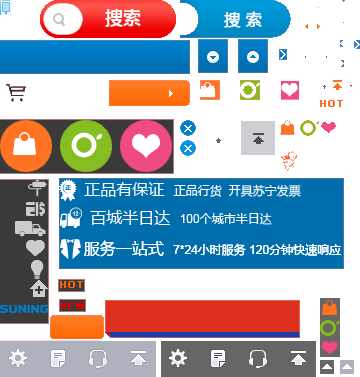 搜索
搜 索
HOT
正品有保证 正品行货 开具苏宁发票
百城半日达 100个城市半日达
服务一站式 7*24小时服务 120分钟快速响应
HOT
NEW
SUNING